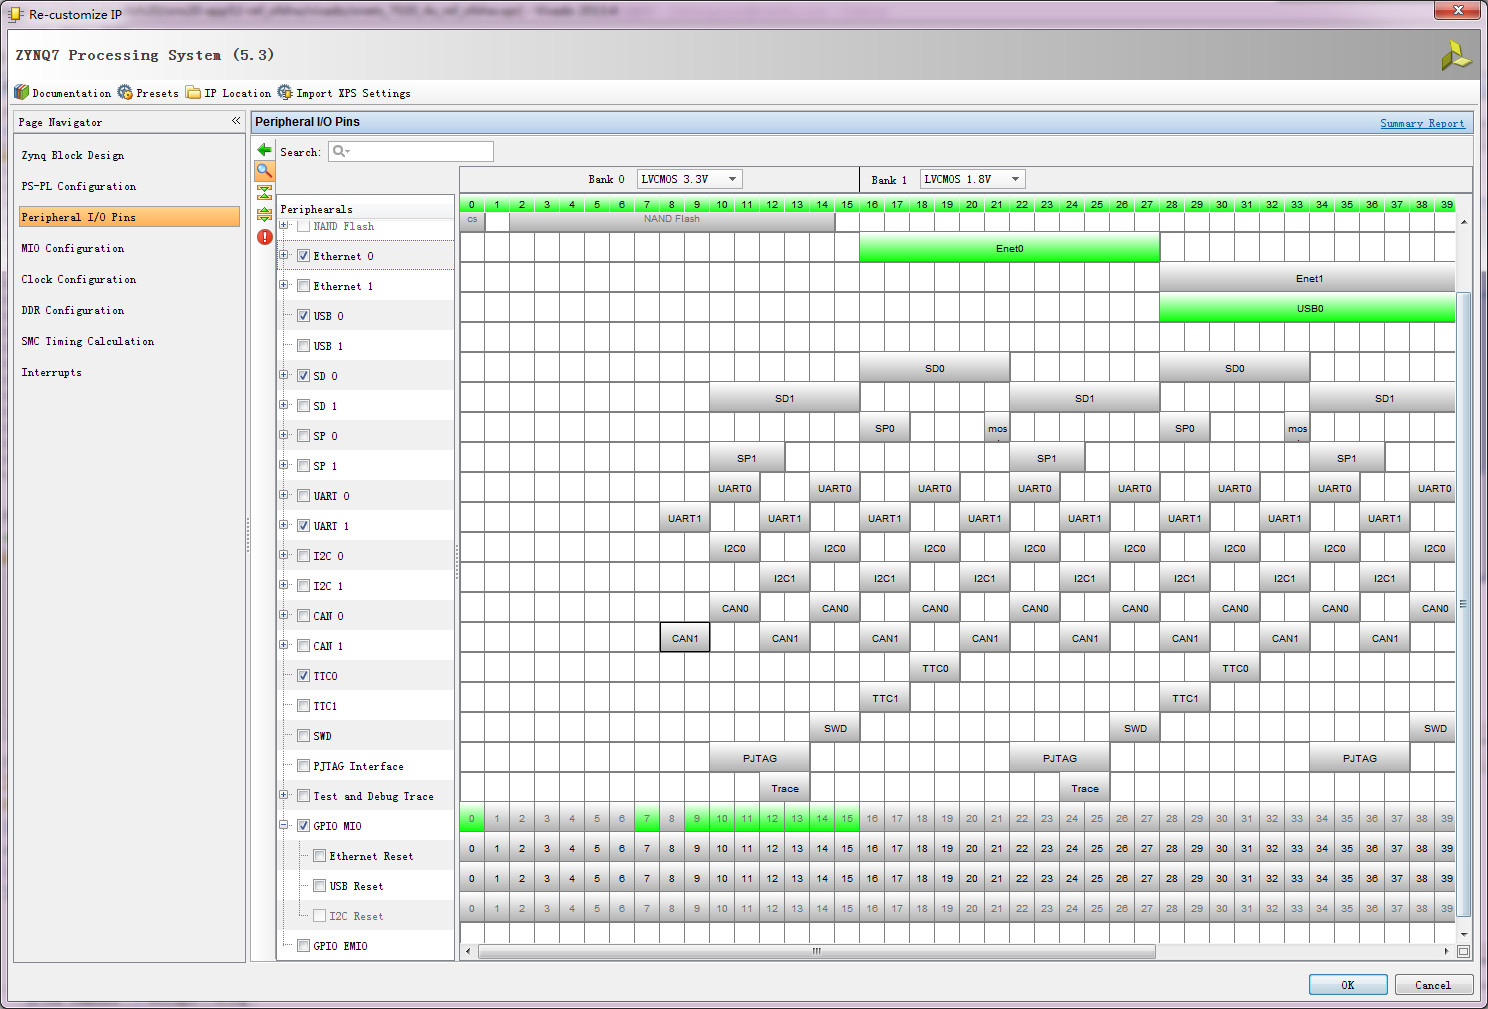 Re-customize IP
ZYNQ7 Processing System (5.3)
Documentation Presets IP Location Import XPS Settings
Page Navigator «
Zynq Block Design
PS-PL Configuration
Peripheral I/O Pins
MIO Configuration
Clock Configuration
DDR Configuration
SMC Timing Calculation
Interrupts
Peripheral I/O Pins
Summary Report
Search:
Bank 0 LVCMOS 3.3V Bank 1 LVCMOS 1.8V
Periphearals
0 1 2 3 4 5 6 7 8 9 10 11 12 13 14 15 16 17 18 19 20 21 22 23 24 25 26 27 28 29 30 31 32 33 34 35 36 37 38 39
NAND Flash cs NAND Flash
Ethernet 0 Enet0
Ethernet 1 Enet1
USB 0 USB0
USB 1
SD 0 SD0 SD0
SD 1 SD1 SD1 SD1
SP 0 SP0 mos SP0 mos
SP 1 SP1 SP1 SP1
UART 0 UART0 UART0 UART0 UART0 UART0 UART0 UART0 UART0
UART 1 UART1 UART1 UART1 UART1 UART1 UART1 UART1 UART1
I2C 0 I2C0 I2C0 I2C0 I2C0 I2C0 I2C0 I2C0 I2C0
I2C 1 I2C1 I2C1 I2C1 I2C1 I2C1 I2C1 I2C1
CAN 0 CAN0 CAN0 CAN0 CAN0 CAN0 CAN0 CAN0 CAN0
CAN 1 CAN1 CAN1 CAN1 CAN1 CAN1 CAN1 CAN1 CAN1
TTC0 TTC0 TTC0
TTC1 TTC1 TTC1
SWD SWD SWD SWD
PJTAG Interface PJTAG PJTAG PJTAG
Test and Debug Trace Trace Trace
GPIO MIO 0 1 2 3 4 5 6 7 8 9 10 11 12 13 14 15 16 17 18 19 20 21 22 23 24 25 26 27 28 29 30 31 32 33 34 35 36 37 38 39
Ethernet Reset 0 1 2 3 4 5 6 7 8 9 10 11 12 13 14 15 16 17 18 19 20 21 22 23 24 25 26 27 28 29 30 31 32 33 34 35 36 37 38 39
USB Reset 0 1 2 3 4 5 6 7 8 9 10 11 12 13 14 15 16 17 18 19 20 21 22 23 24 25 26 27 28 29 30 31 32 33 34 35 36 37 38 39
I2C Reset 0 1 2 3 4 5 6 7 8 9 10 11 12 13 14 15 16 17 18 19 20 21 22 23 24 25 26 27 28 29 30 31 32 33 34 35 36 37 38 39
GPIO EMIO
OK Cancel